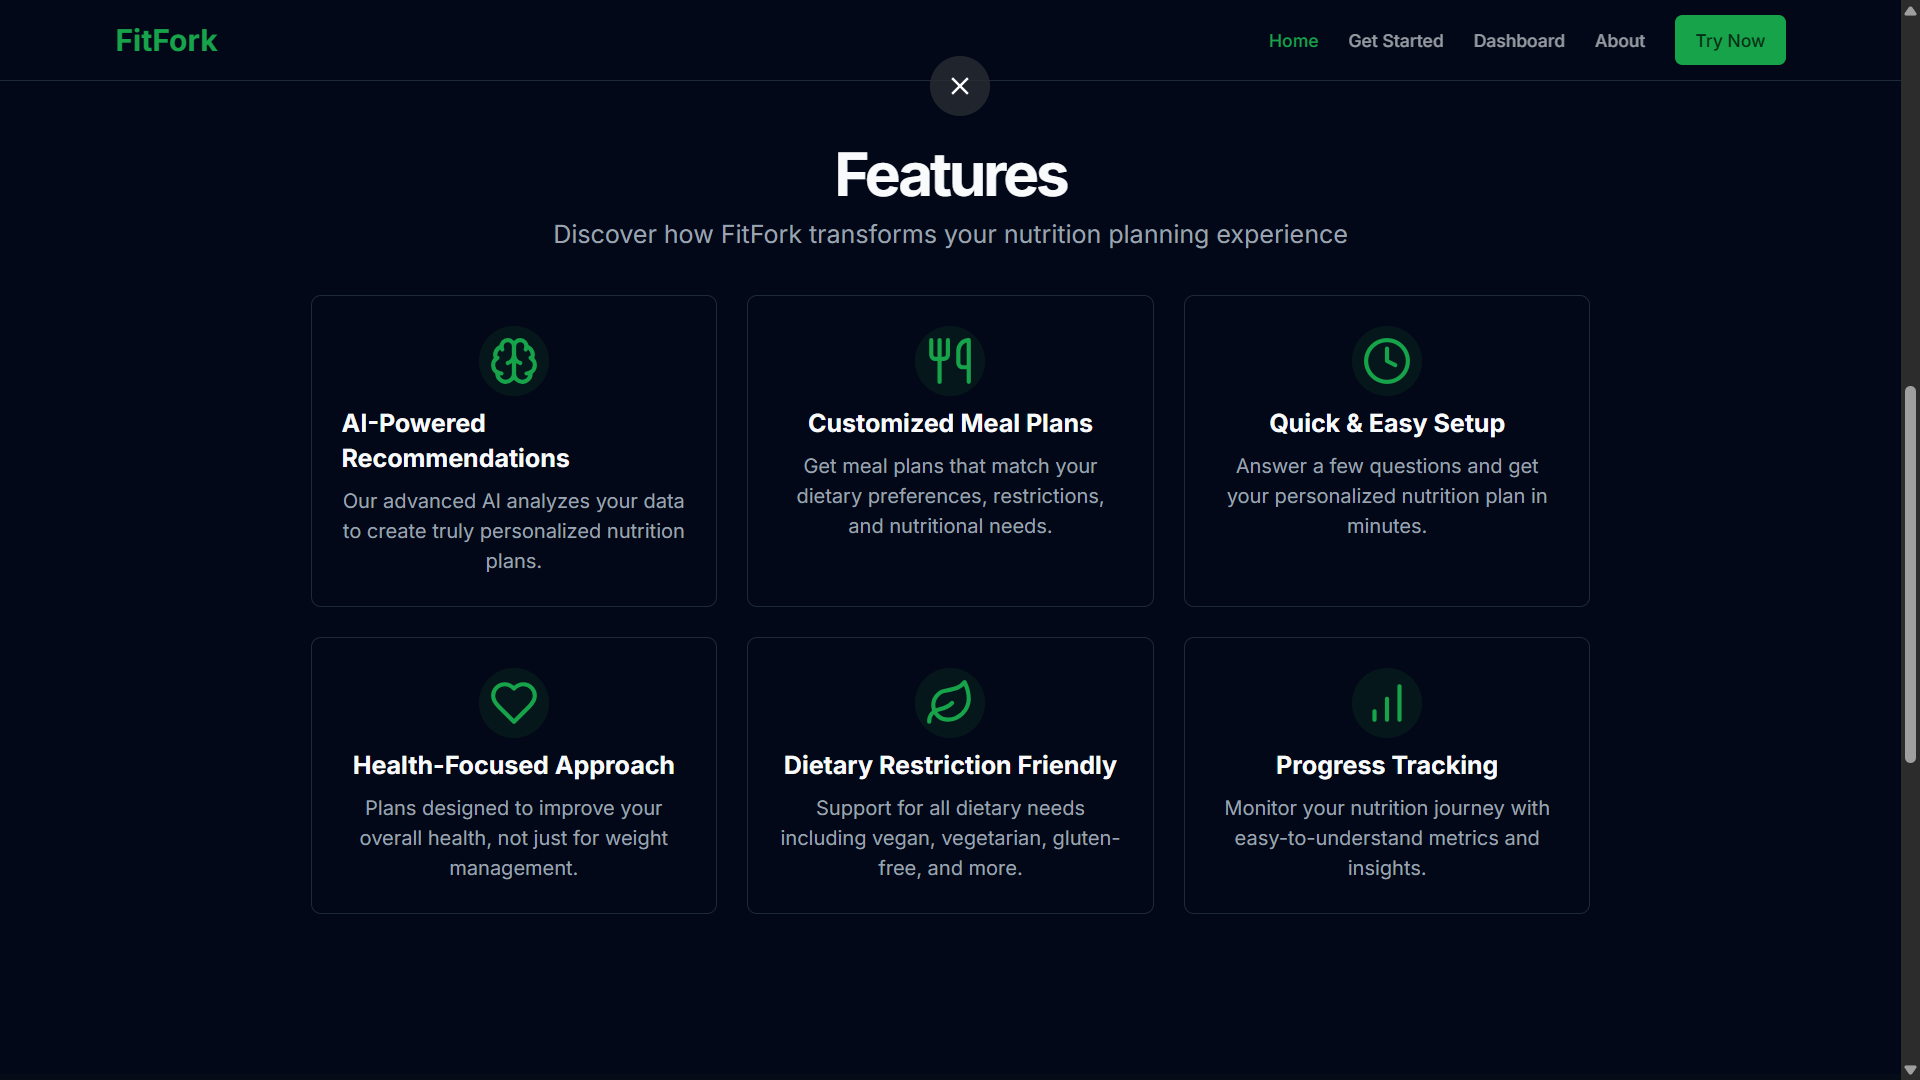 FitFork
Home
Get Started
Dashboard
About
Try Now
Features
Discover how FitFork transforms your nutrition planning experience
AI-Powered
Recommendations
Our advanced AI analyzes your data
to create truly personalized nutrition
plans.
Customized Meal Plans
Get meal plans that match your
dietary preferences, restrictions,
and nutritional needs.
Quick & Easy Setup
Answer a few questions and get
your personalized nutrition plan in
minutes.
Health-Focused Approach
Plans designed to improve your
overall health, not just for weight
management.
Dietary Restriction Friendly
Support for all dietary needs
including vegan, vegetarian, gluten-
free, and more.
Progress Tracking
Monitor your nutrition journey with
easy-to-understand metrics and
insights.